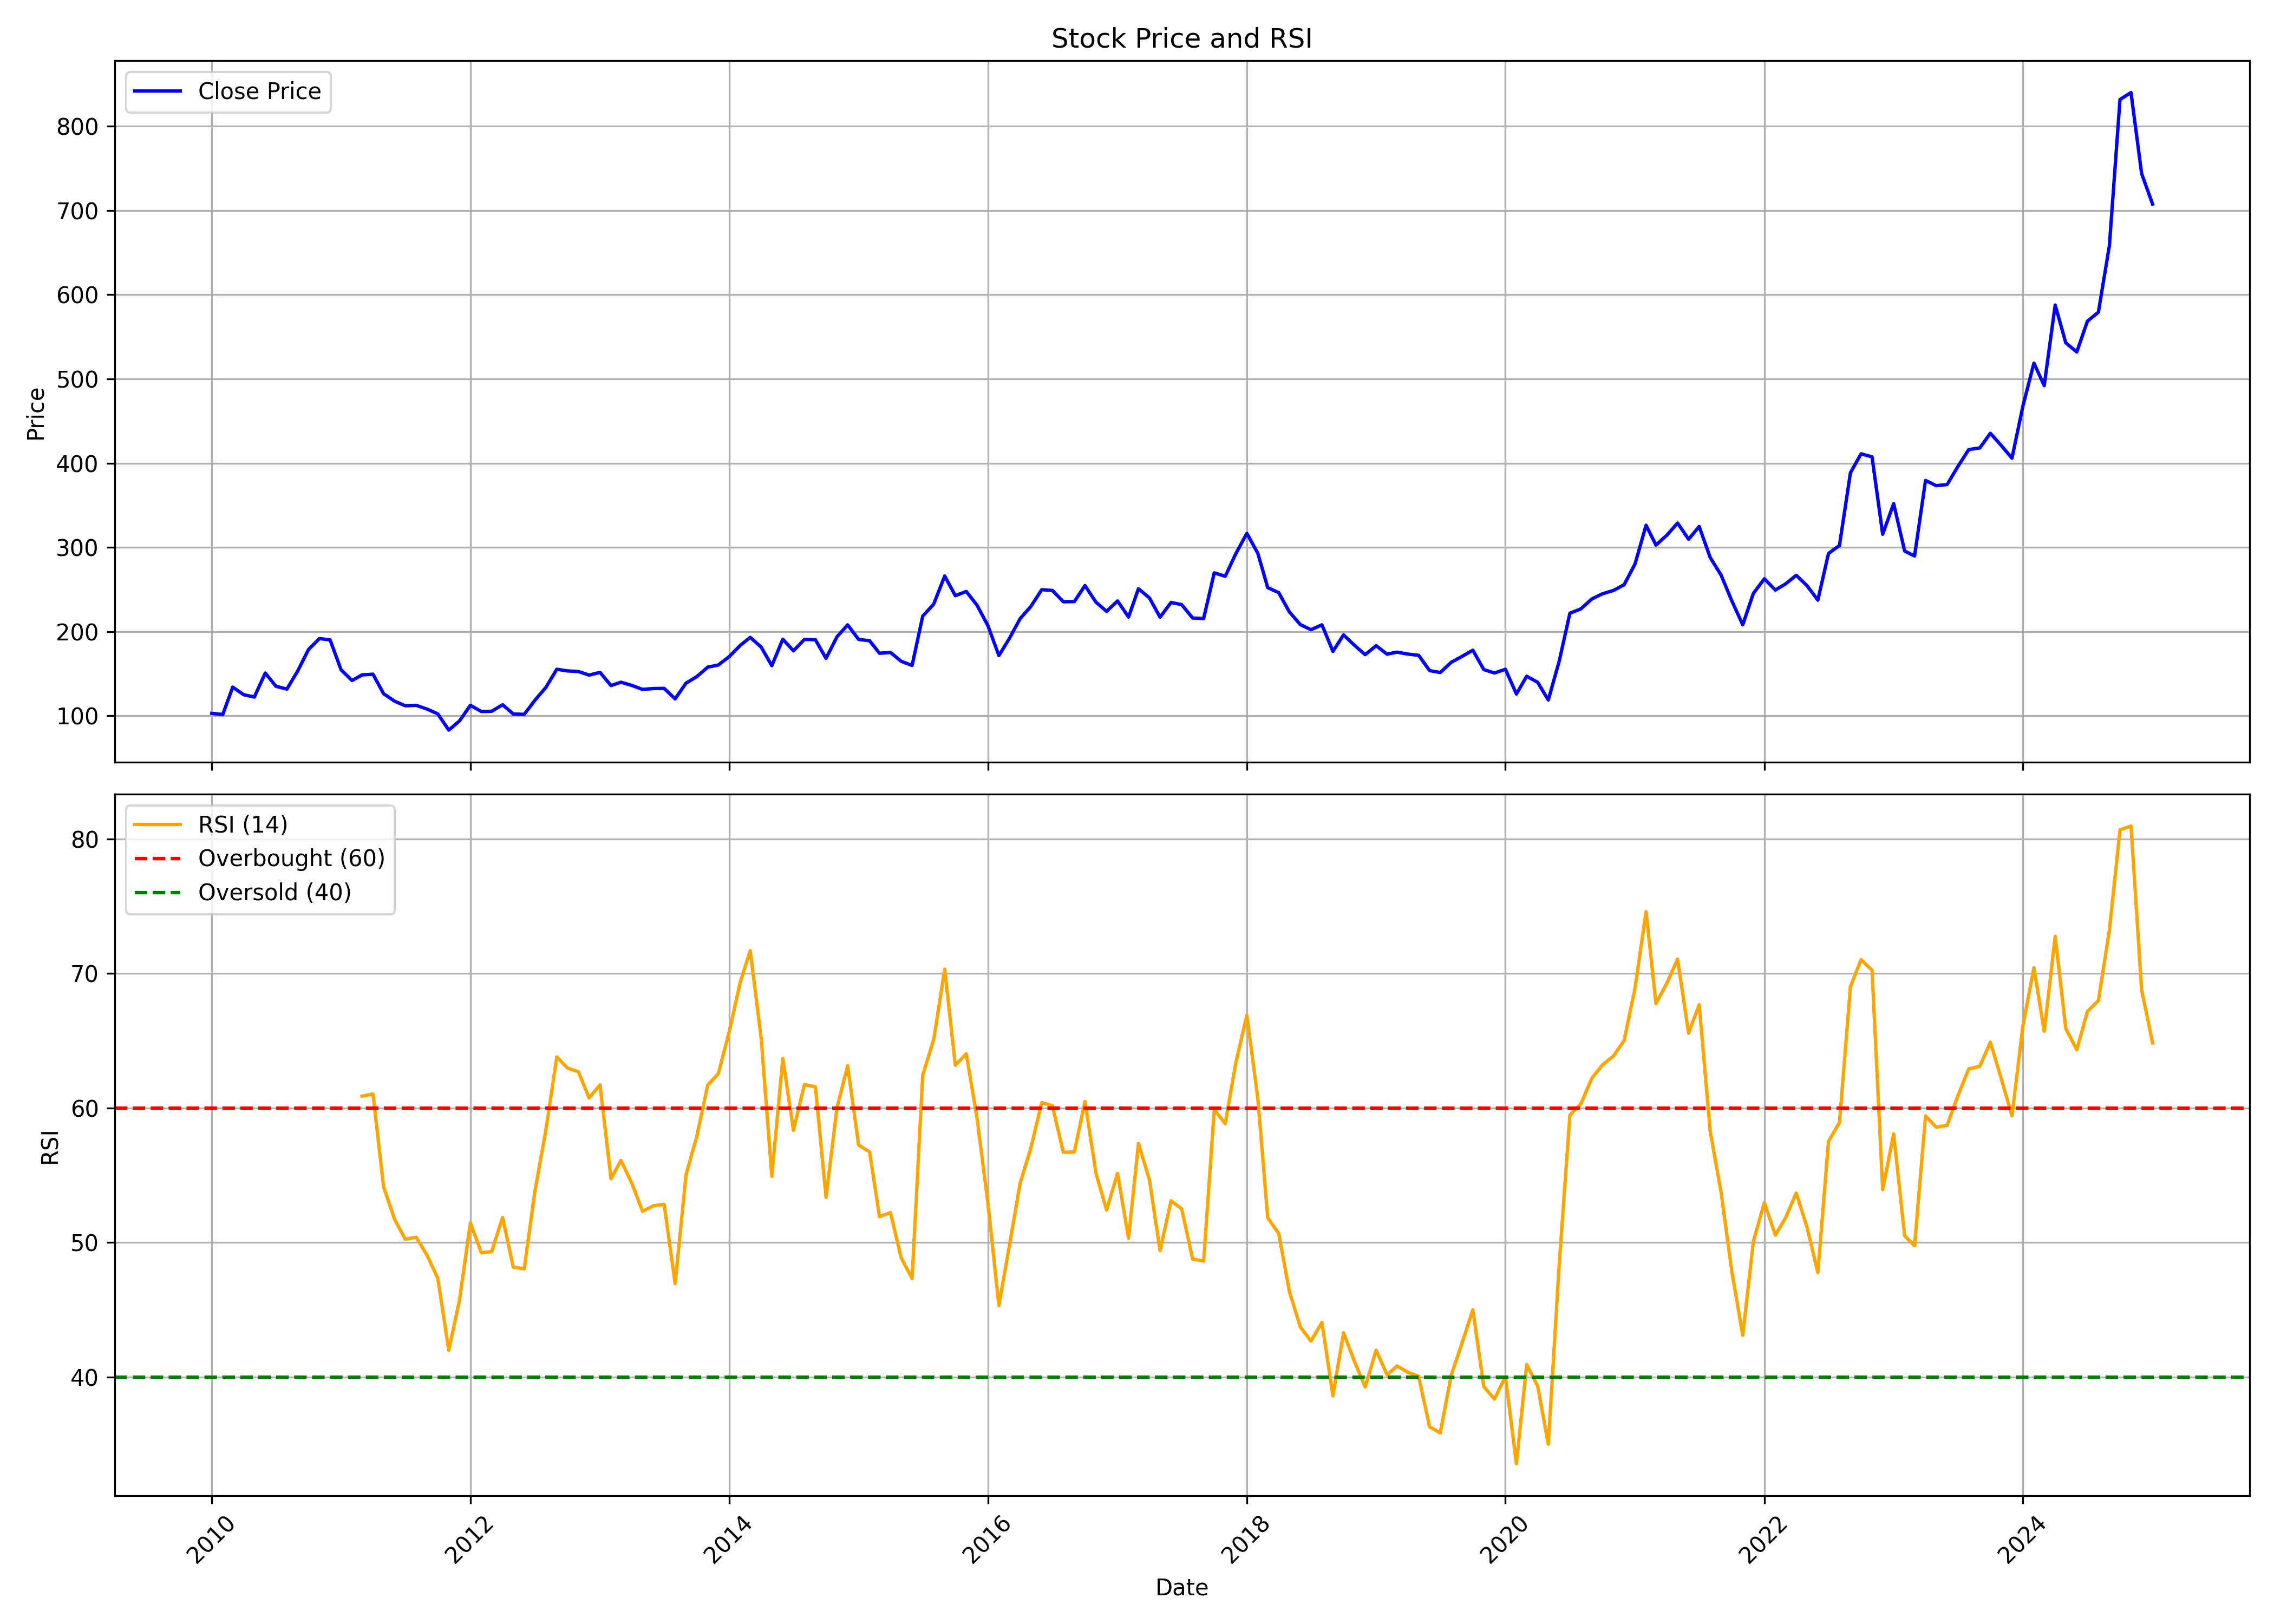 Stock Price and RSI
Close Price
800
700
600
500
400
300
200
100
Price
RSI (14)
Overbought (60)
Oversold (40)
80
70
60
50
40
RSI
2010 2012 2014 2016 2018 2020 2022 2024
Date